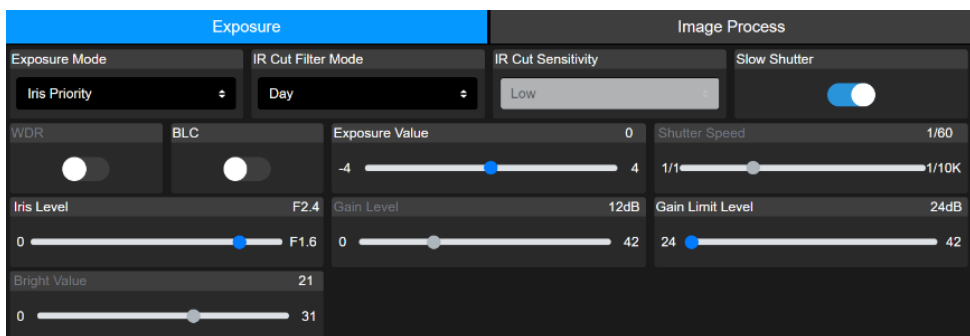 Exposure Image Process
Exposure Mode IR Cut Filter Mode IR Cut Sensitivity Slow Shutter
Iris Priority Day Low
WDR BLC Exposure Value 0 Shutter Speed 1/60
-4 4 1/1 1/10K
Iris Level F2.4 Gain Level 12dB Gain Limit Level 24dB
0 F1.6 0 42 24 42
Bright Value 21
0 31